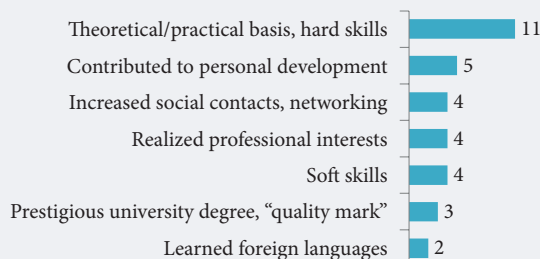 Theoretical/practical basis, hard skills 11
Contributed to personal development 5
Increased social contacts, networking 4
Realized professional interests 4
Soft skills 4
Prestigious university degree, “quality mark” 3
Learned foreign languages 2